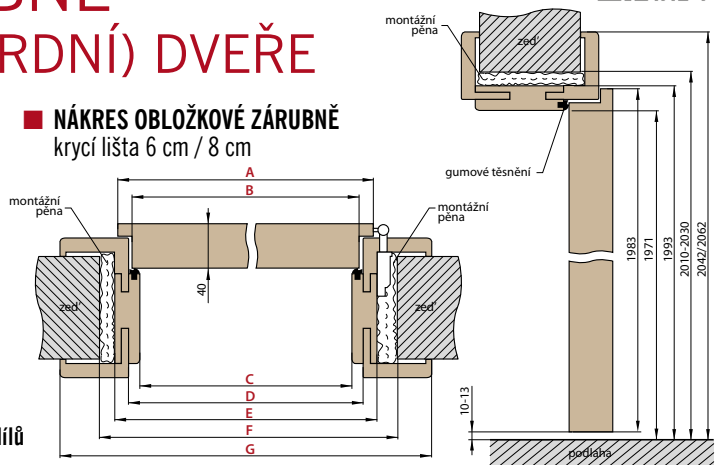 RDNÍ) DVEŘE
NÁKRES OBLOŽKOVÉ ZÁRUBNĚ
krycí lišta 6 cm / 8 cm
montážní
pěna
zeď
gumové těsnění
A
B
montážní
pěna
montážní
pěna
40
zeď
zeď
C
D
E
F
G
ílů
1983
1971
1993
2010-2030
2042/2062
10-13
podlaha